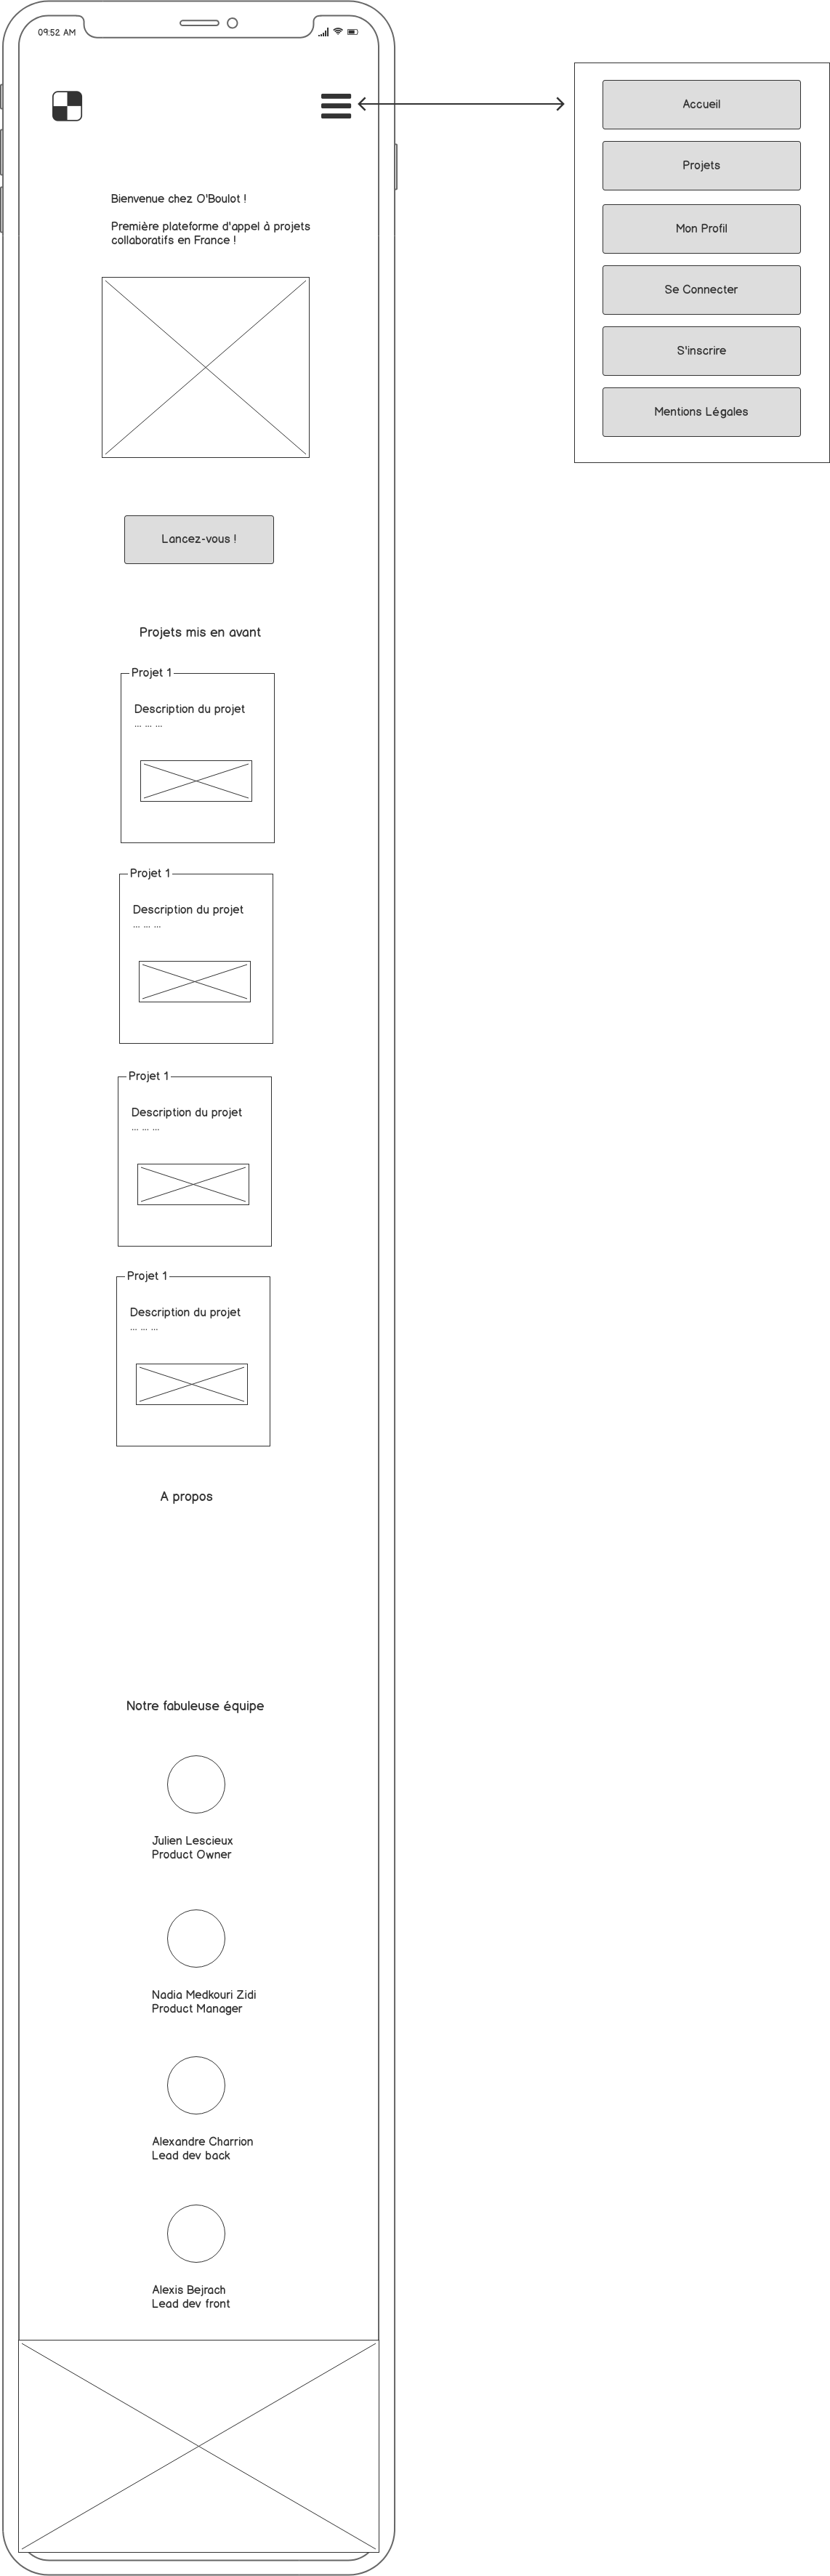 09:52 AM
Accueil
Projets
Mon Profil
Se Connecter
S'inscrire
Mentions Légales
Bienvenue chez O'Boulot !
Première plateforme d'appel à projets
collaboratifs en France !
Lancez-vous !
Projets mis en avant
Projet 1
Description du projet
... ... ...
Projet 1
Description du projet
... ... ...
Projet 1
Description du projet
... ... ...
Projet 1
Description du projet
... ... ...
A propos
Notre fabuleuse équipe
Julien Lescieux
Product Owner
Nadia Medkouri Zidi
Product Manager
Alexandre Charrion
Lead dev back
Alexis Bejrach
Lead dev front